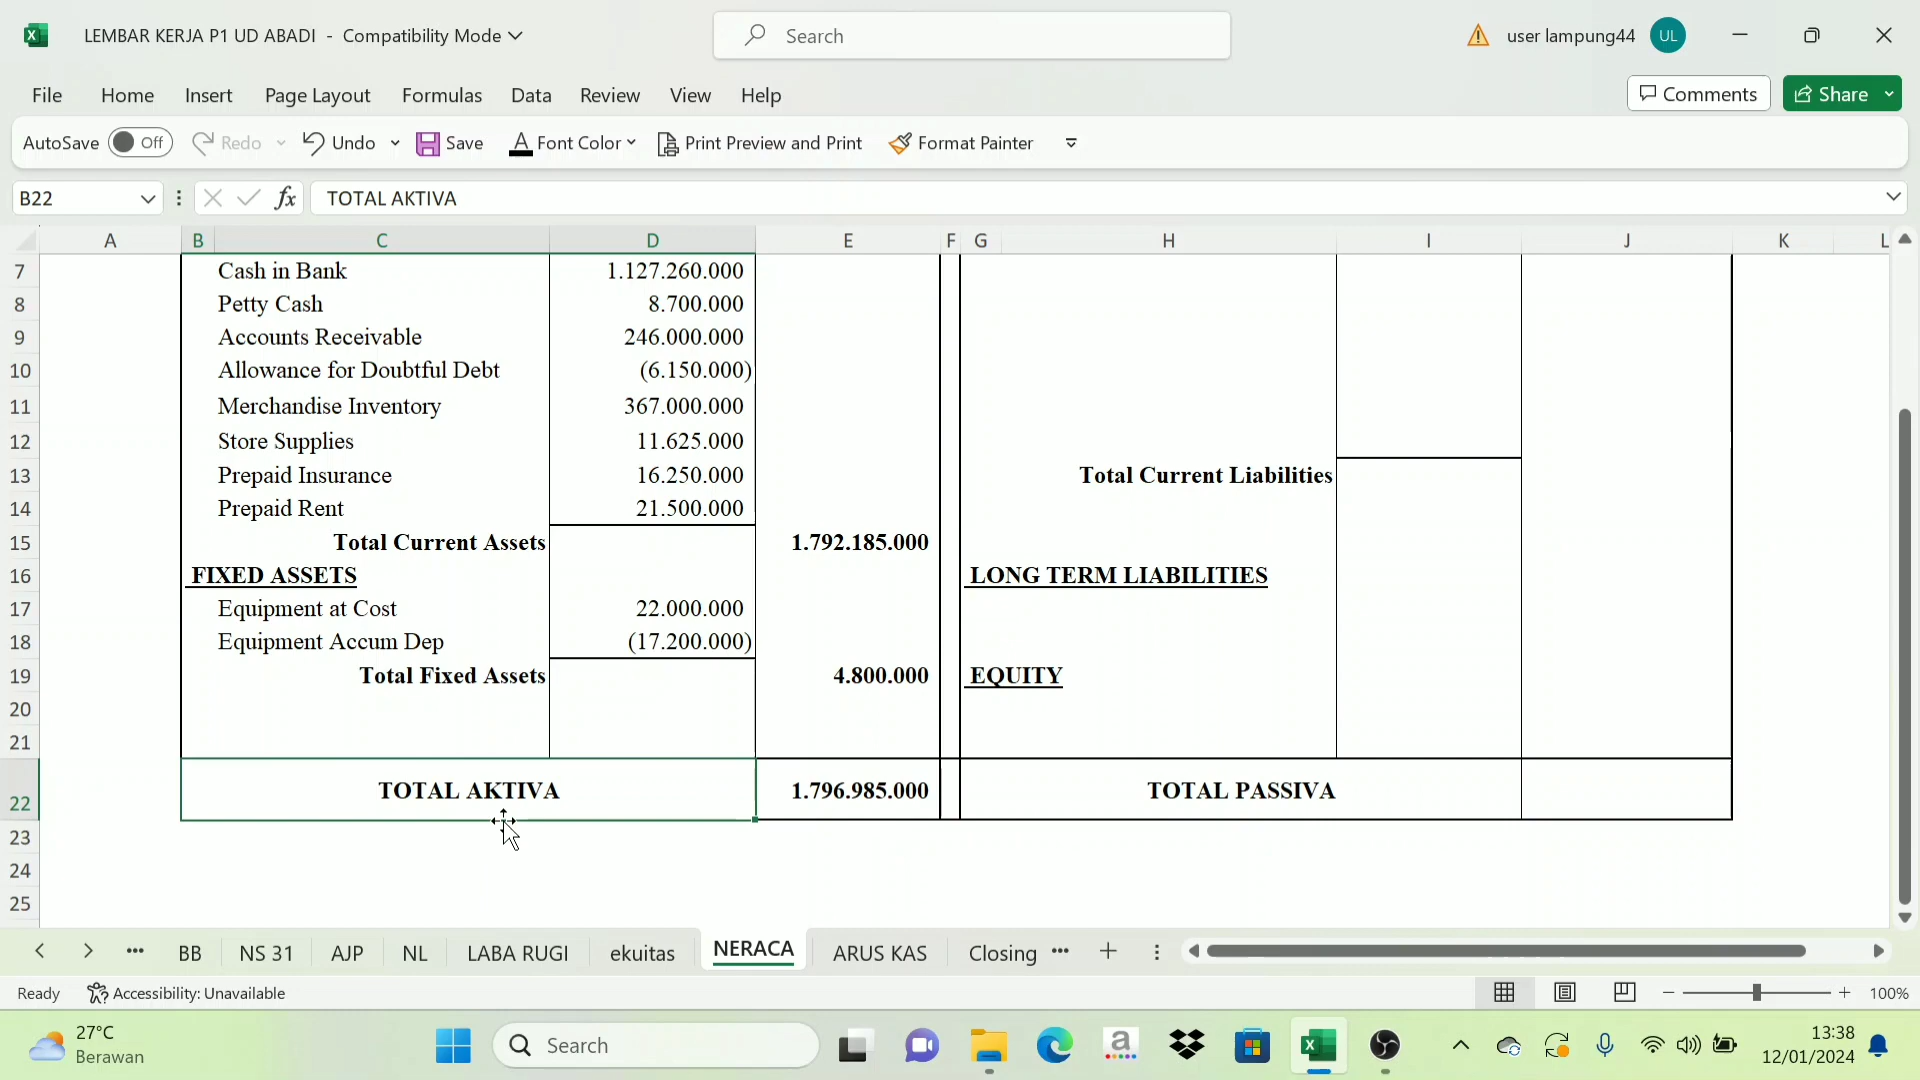 LEMBAR KERJA P1 UD ABADI - Compatibility Mode
Search
user lampung44
UL
File Home Insert Page Layout Formulas Data Review View Help
Comments
Share
AutoSave Off Redo Undo Save Font Color Print Preview and Print Format Painter
B22
fx
TOTAL AKTIVA
A B C D E F G H I J K L
7 Cash in Bank 1.127.260.000
8 Petty Cash 8.700.000
9 Accounts Receivable 246.000.000
10 Allowance for Doubtful Debt (6.150.000)
11 Merchandise Inventory 367.000.000
12 Store Supplies 11.625.000
13 Prepaid Insurance 16.250.000 Total Current Liabilities
14 Prepaid Rent 21.500.000
15 Total Current Assets 1.792.185.000
16 FIXED ASSETS LONG TERM LIABILITIES
17 Equipment at Cost 22.000.000
18 Equipment Accum Dep (17.200.000)
19 Total Fixed Assets 4.800.000 EQUITY
20
21
22 TOTAL AKTIVA 1.796.985.000 TOTAL PASSIVA
23
24
25
BB NS 31 AJP NL LABA RUGI ekuitas NERACA ARUS KAS Closing
Ready Accessibility: Unavailable 100%
27°C
Berawan
Search
13:38
12/01/2024